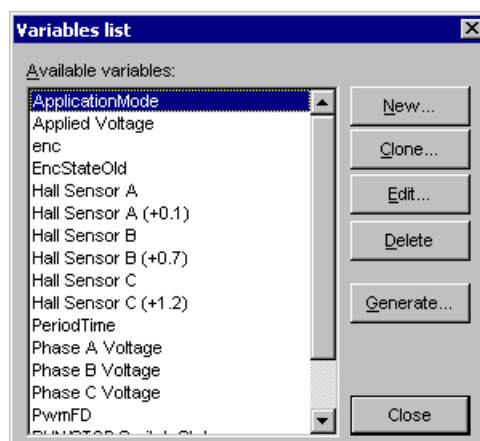 Variables list
Available variables:
ApplicationMode
Applied Voltage
enc
EncStateOld
Hall Sensor A
Hall Sensor A (+0.1)
Hall Sensor B
Hall Sensor B (+0.7)
Hall Sensor C
Hall Sensor C (+1.2)
PeriodTime
Phase A Voltage
Phase B Voltage
Phase C Voltage
PwmFD
New...
Clone...
Edit...
Delete
Generate...
Close